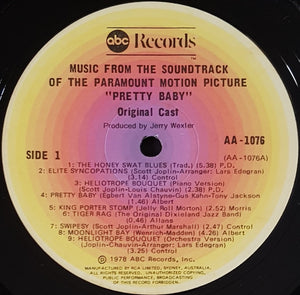 abc Records
TM
MUSIC FROM THE SOUNDTRACK
OF THE PARAMOUNT MOTION PICTURE
"PRETTY BABY"
Original Cast
Produced by Jerry Wexler
AA-1076
SIDE 1
(AA-1076A)
1: THE HONEY SWAT BLUES (Trad.) (5.38) P.D.
2: ELITE SYNCOPATIONS (Scott Joplin-Arranger: Lars Edegran)
(3.14) Control
3: HELIOTROPE BOUQUET (Piano Version)
(Scott Joplin-Louis Chauvin) (2.38) P.D.
4: PRETTY BABY (Egbert Van Alstyne-Gus Kahn-Tony Jackson)
(1.46) Albert
5: KING PORTER STOMP (Jelly Roll Morton) (2.52) Morris
6: TIGER RAG (The Original Dixieland Jazz Band)
(0.46) Allans
7: SWIPESY (Scott Joplin-Arthur Marshall) (2.47) Control
8: MOONLIGHT BAY (Wenrich-Madden) (4.26) Albert
9: HELIOTROPE BOUQUET (Orchestra Version)
(Joplin-Chauvin-Arranger: Lars Edegran)
(3.25) Control
℗ 1978 ABC Records, Inc.
MANUFACTURED BY RCA LIMITED, SYDNEY, AUSTRALIA.
ALL RIGHTS RESERVED. UNAUTHORISED COPYING,
PUBLIC PERFORMANCE, BROADCASTING
OF THIS RECORD FORBIDDEN.